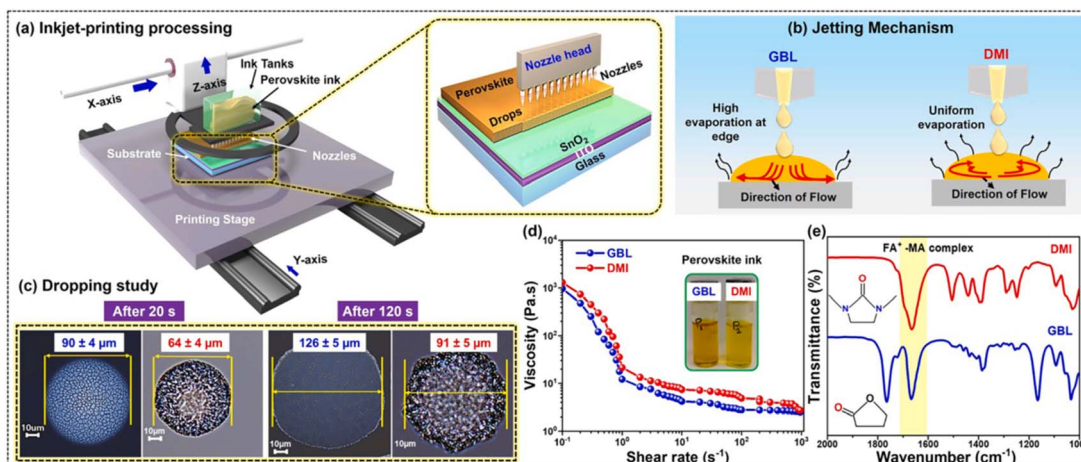 (a) Inkjet-printing processing
X-axis
Z-axis
Ink Tanks
Perovskite ink
Substrate
Nozzles
Printing Stage
Y-axis
Nozzle head
Perovskite
Nozzles
Drops
SnO2
ITO
Glass
(b) Jetting Mechanism
GBL
DMI
High
evaporation at
edge
Uniform
evaporation
Direction of Flow
Direction of Flow
(c) Dropping study
After 20 s
After 120 s
90 ± 4 μm
64 ± 4 μm
126 ± 5 μm
91 ± 5 μm
10μm
10μm
10μm
10μm
(d)
GBL
DMI
Perovskite ink
GBL
DMI
Viscosity (Pa.s)
10^4
10^3
10^2
10^1
10^0
10^-1
10^0
10^1
10^2
10^3
Shear rate (s^-1)
(e)
FA+ -MA complex
DMI
GBL
O
N
N
O
O
Transmittance (%)
2000
1800
1600
1400
1200
1000
Wavenumber (cm^-1)